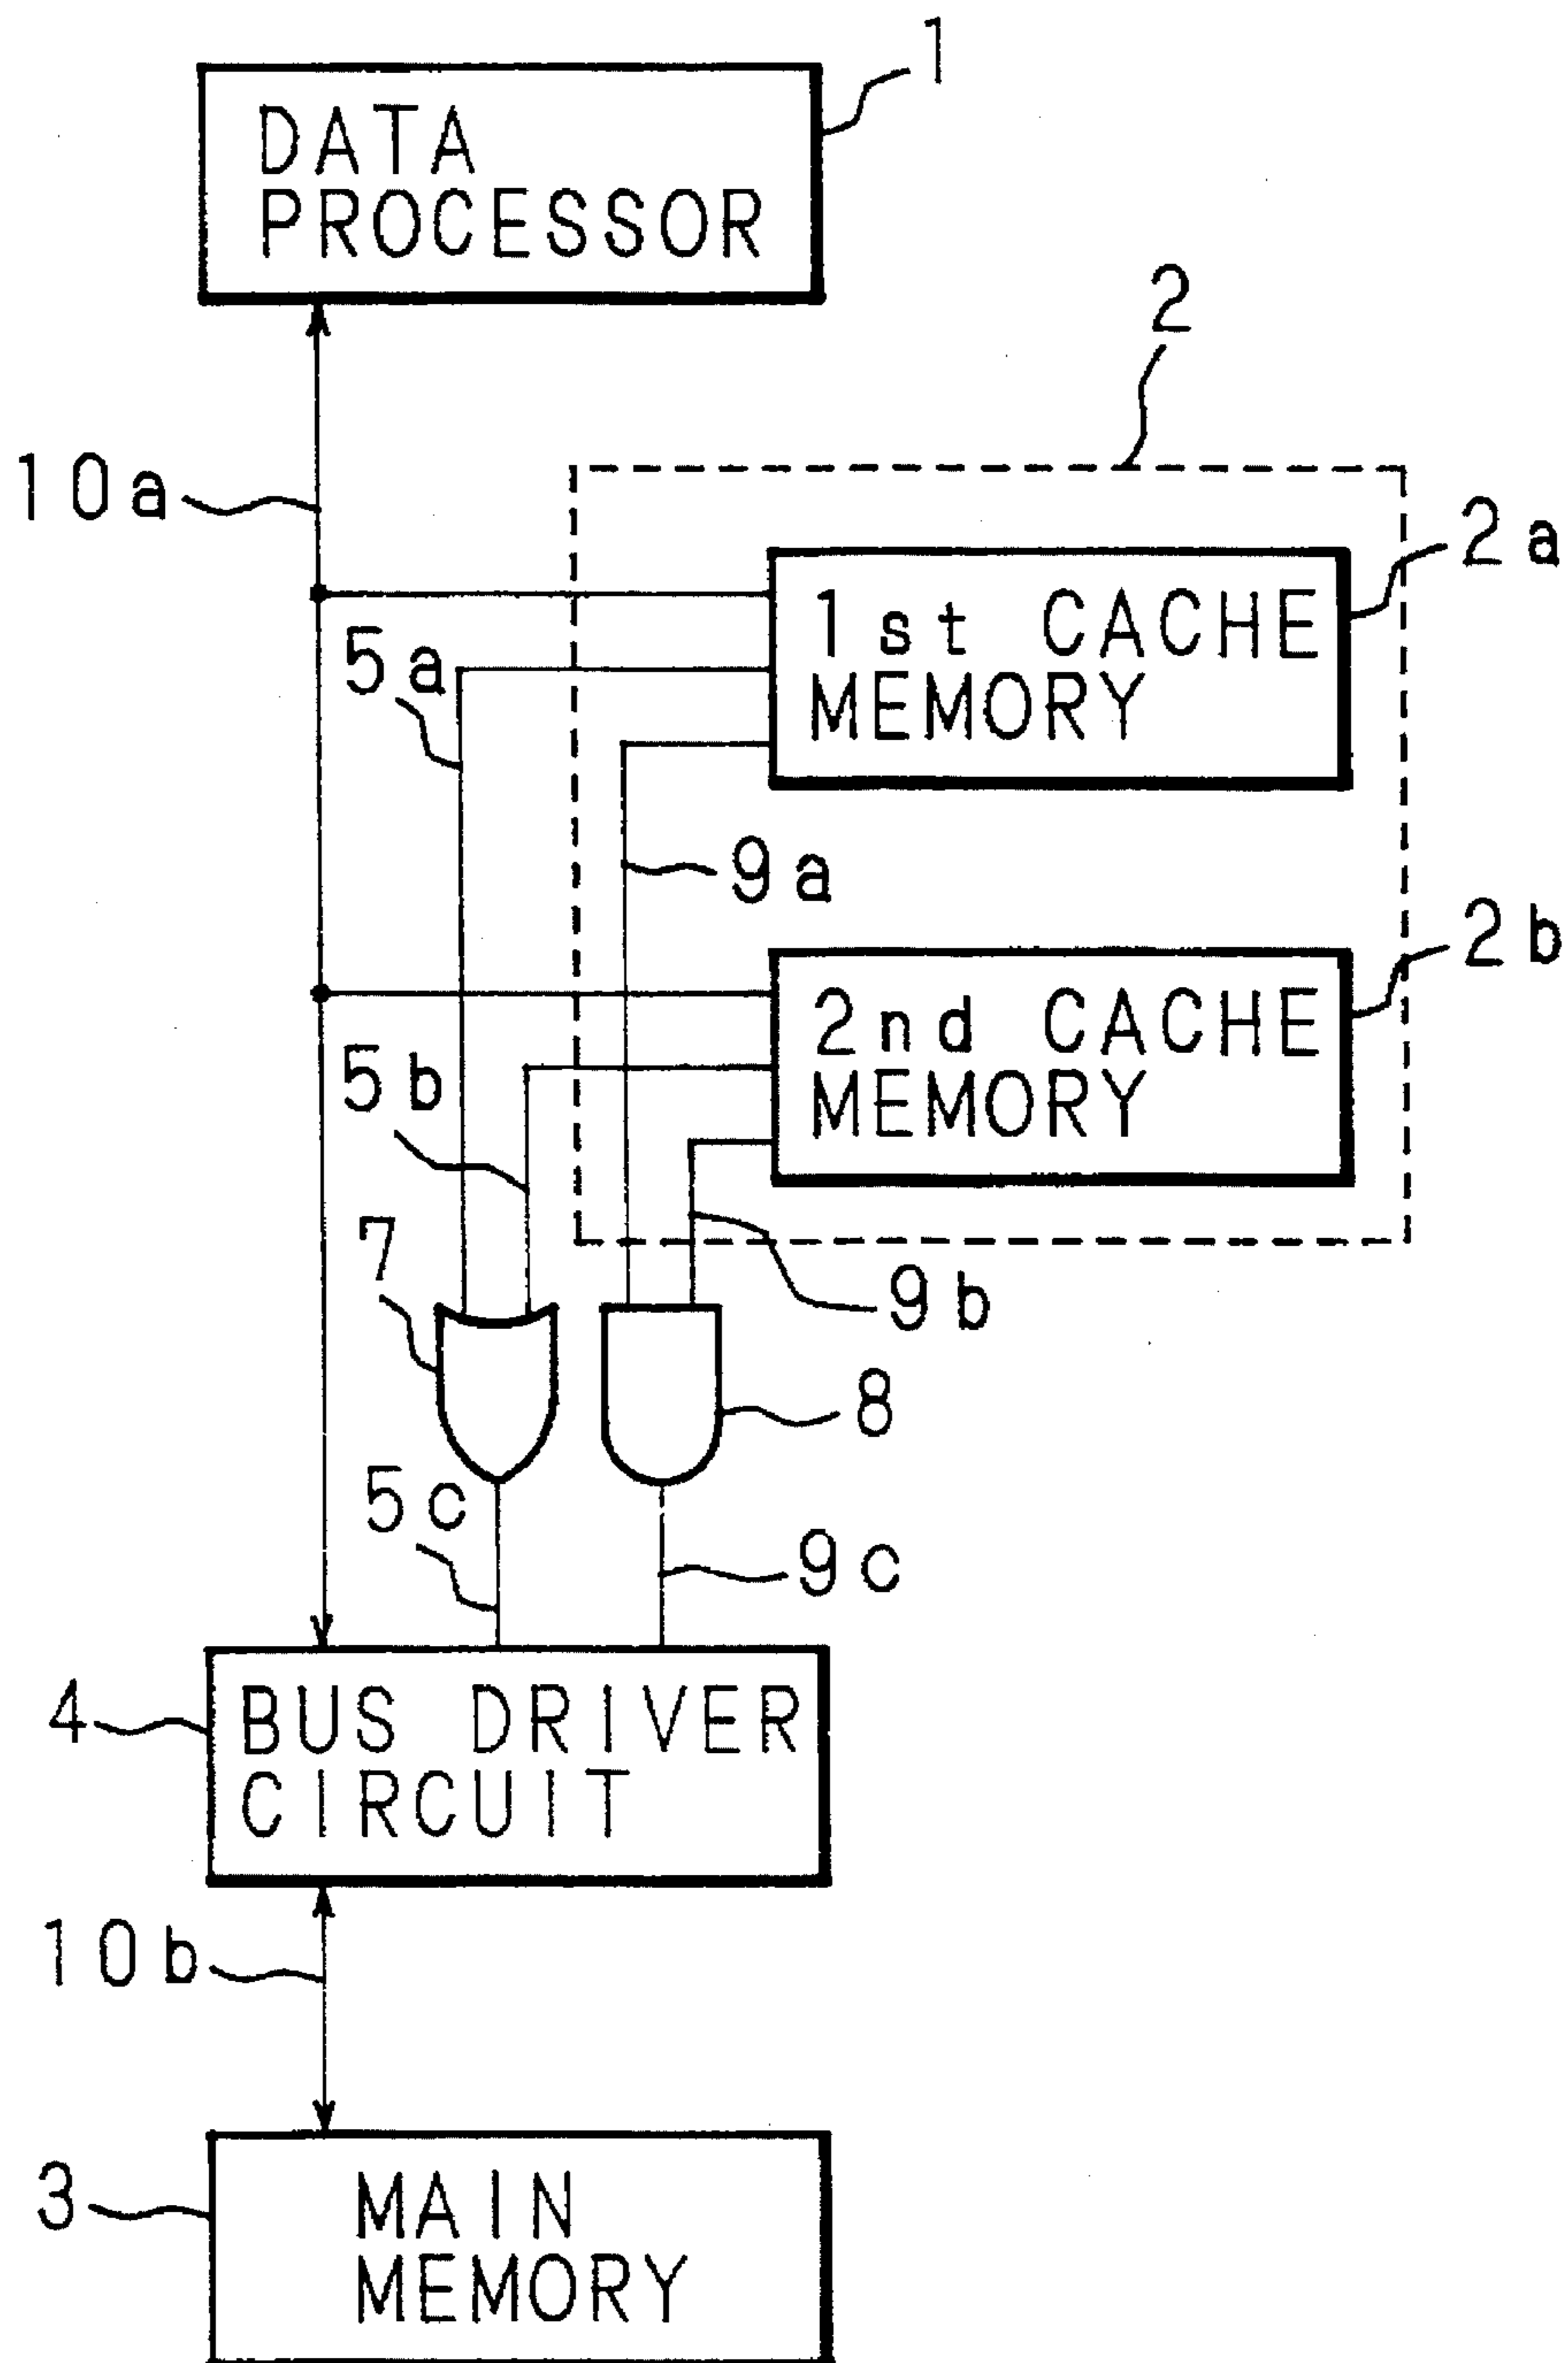 1
DATA
PROCESSOR
2
10a
2a
1st CACHE
MEMORY
5a
9a
2b
2nd CACHE
MEMORY
5b
7
9b
8
5c
9c
4
BUS DRIVER
CIRCUIT
10b
3
MAIN
MEMORY